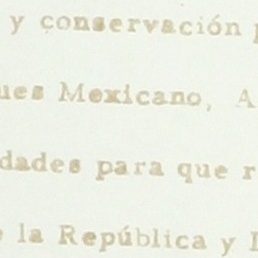 y conservación
ues Mexicano, A
dades para que r
la República y